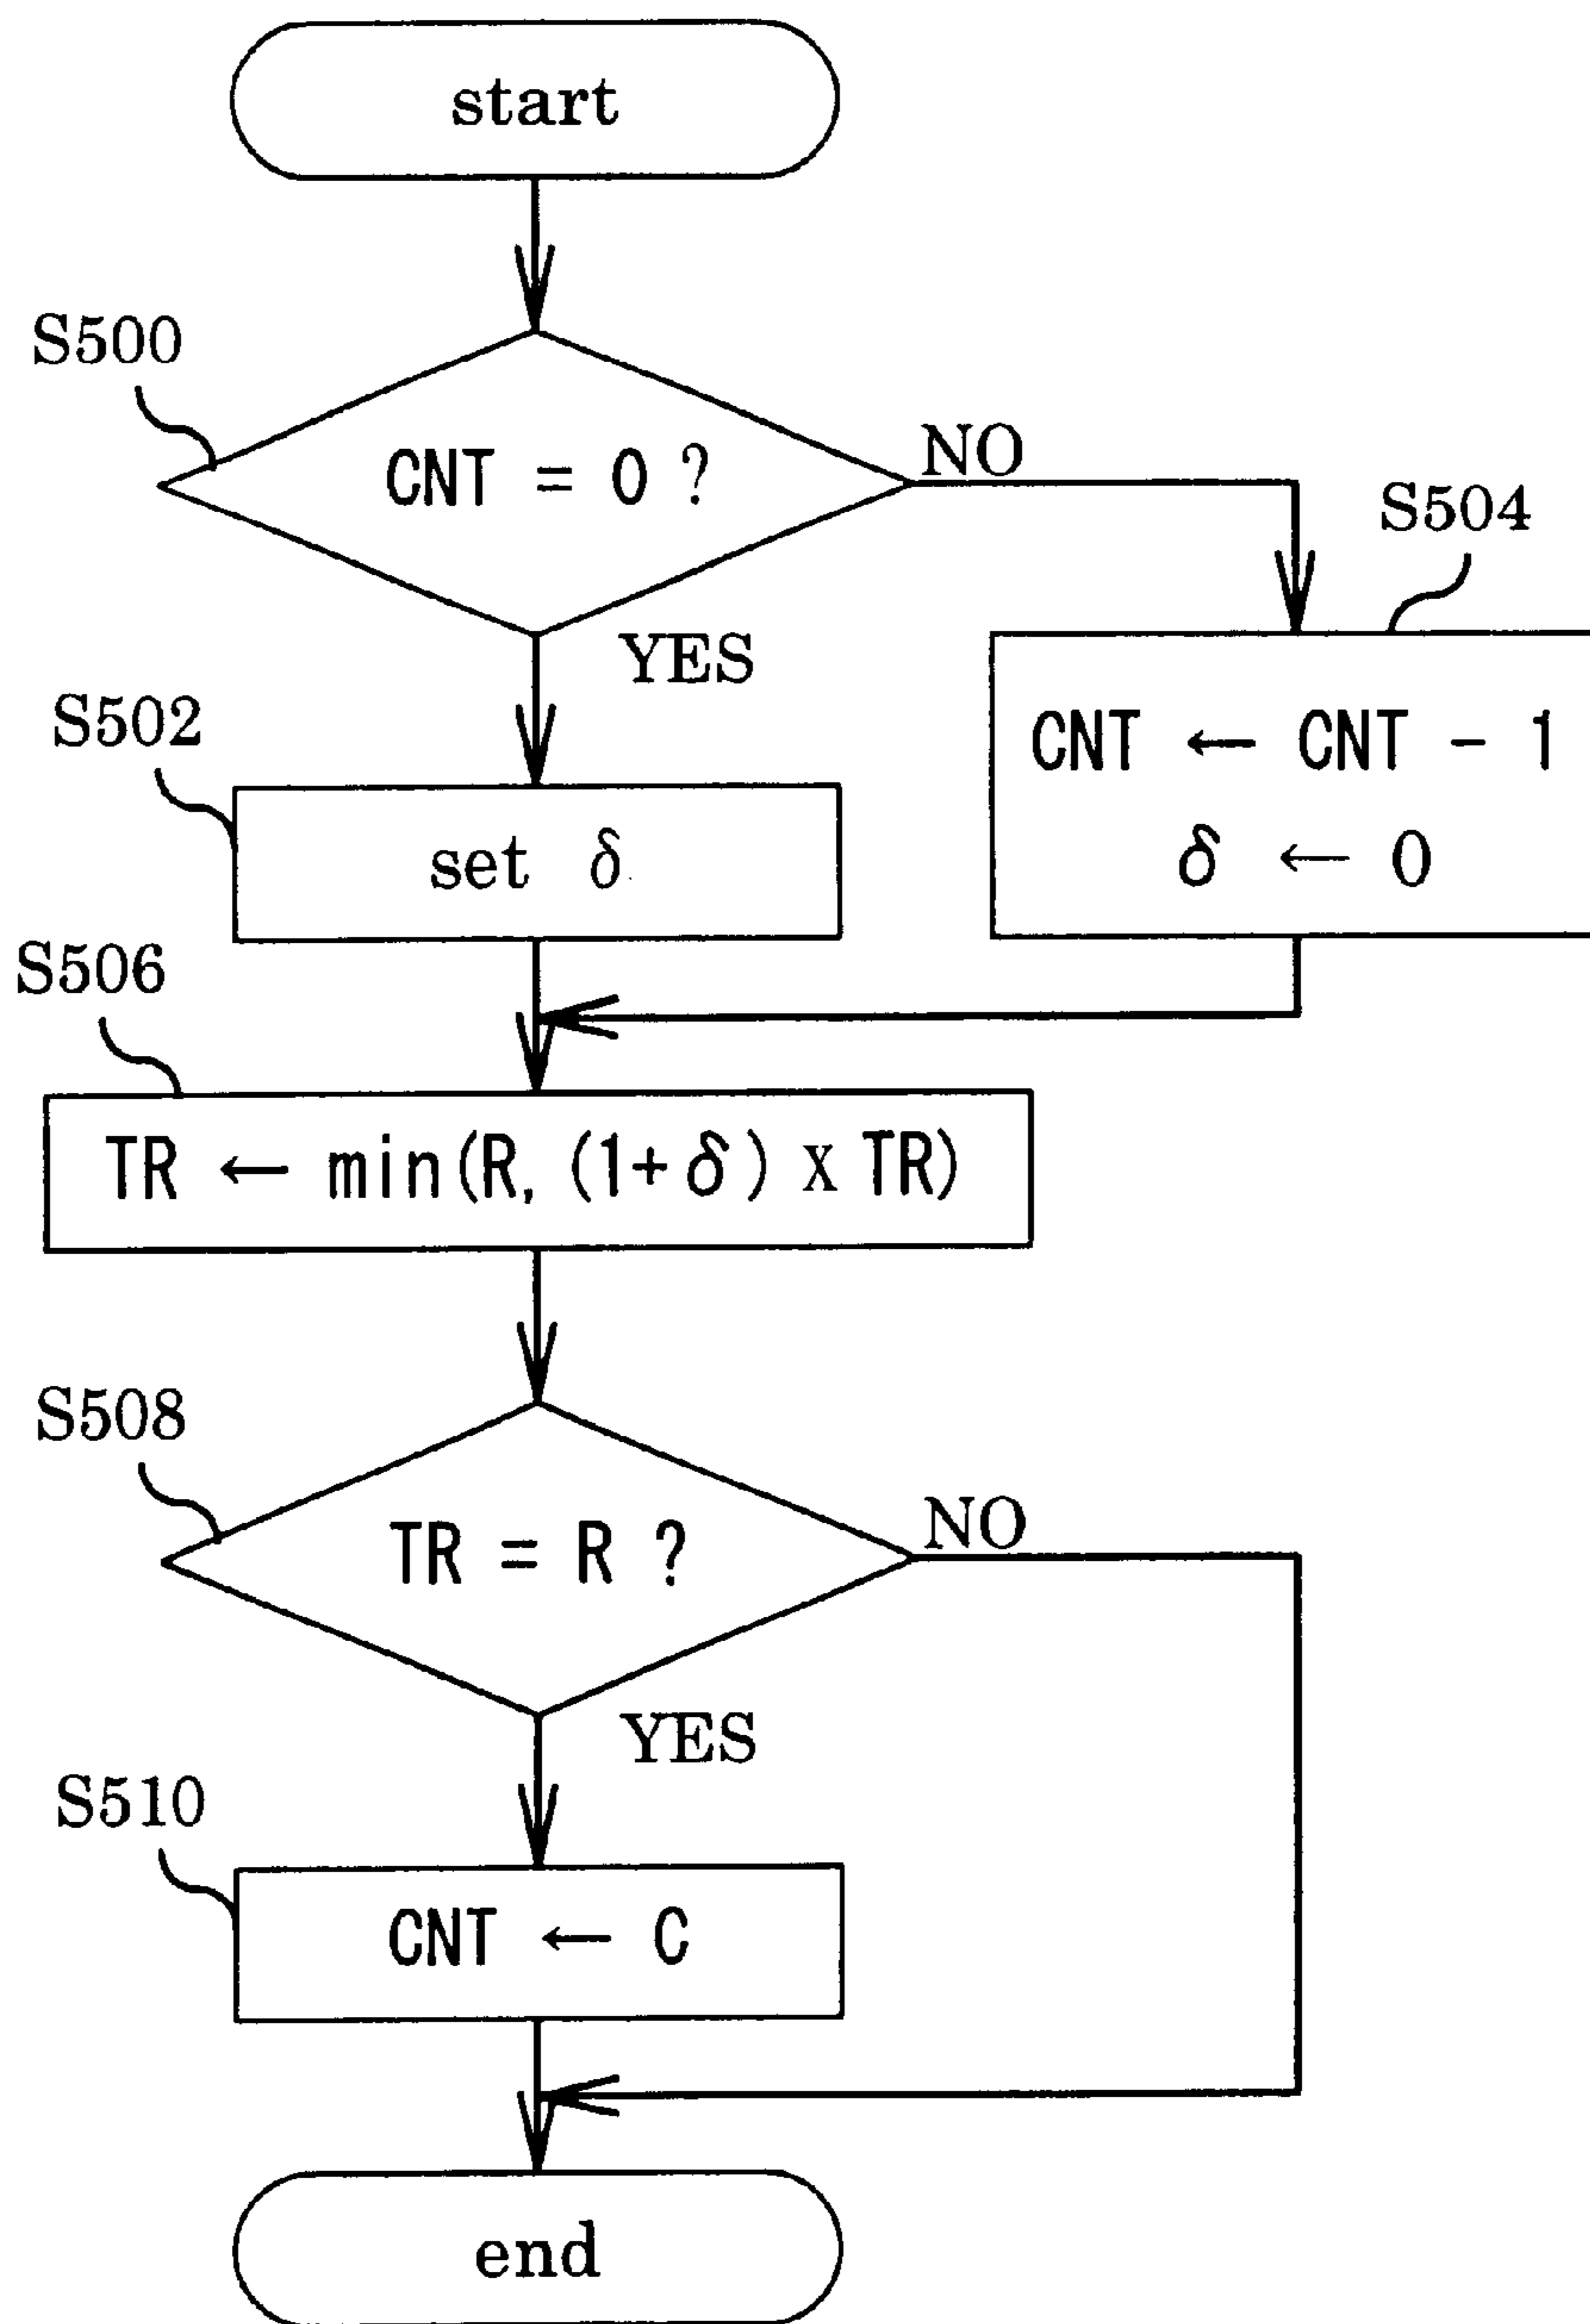 start
S500
CNT = 0 ?
NO
S504
YES
CNT ← CNT - 1
δ ← 0
S502
set δ
S506
TR ← min(R, (1+δ) x TR)
S508
TR = R ?
NO
YES
S510
CNT ← C
end